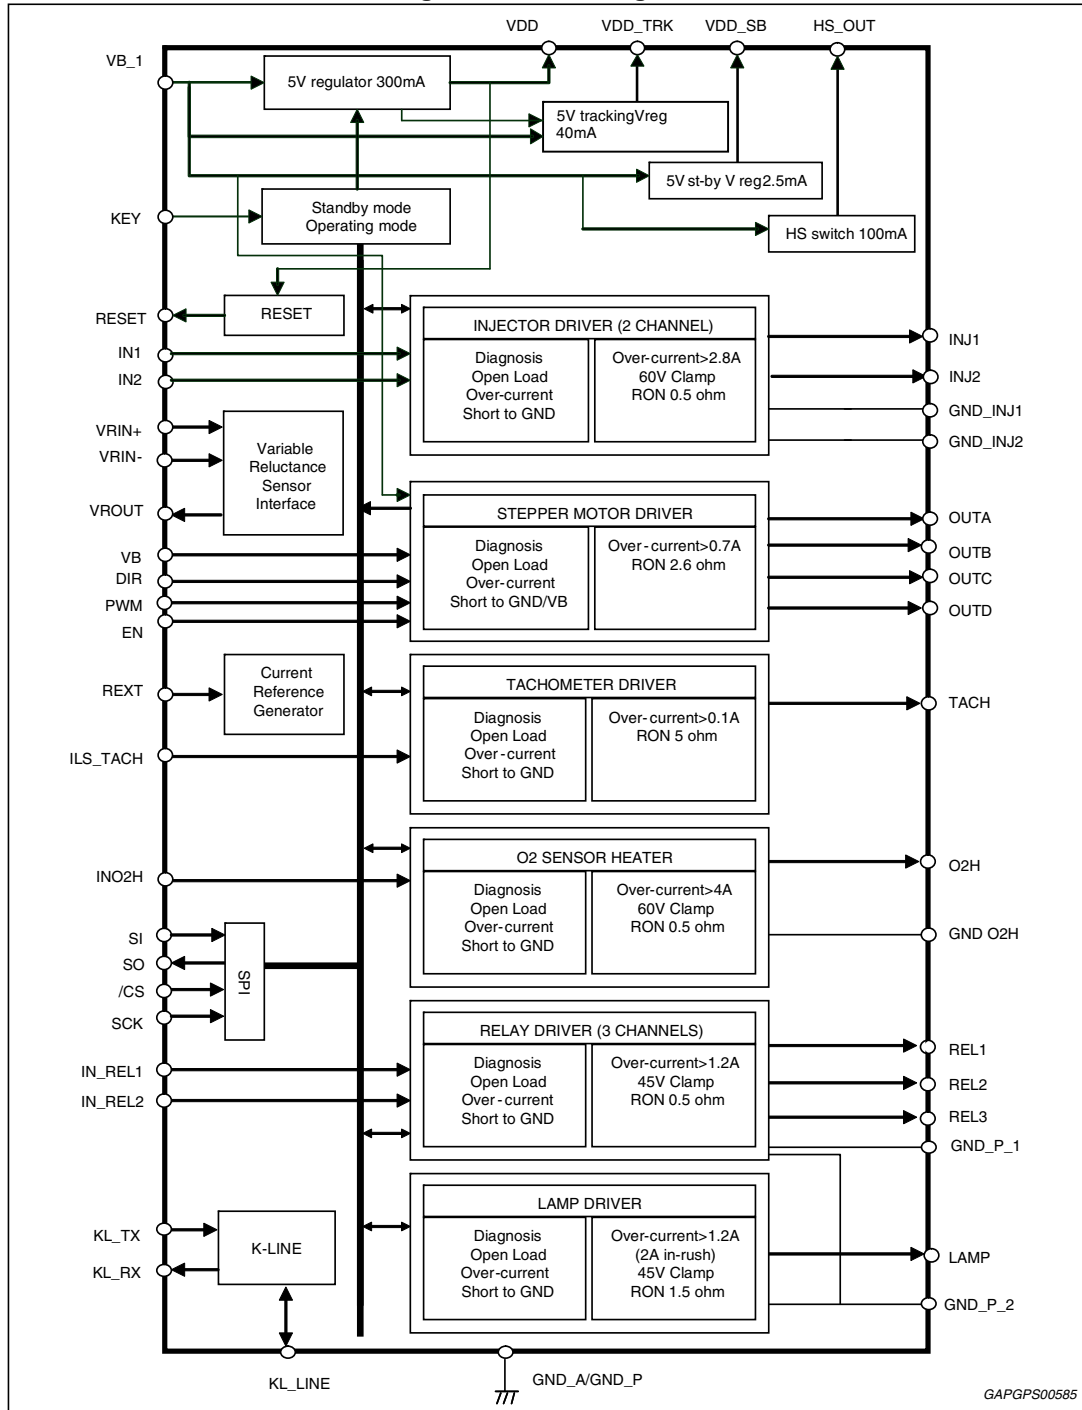 VDD
VDD_TRK
VDD_SB
HS_OUT
VB_1
5V regulator 300mA
5V trackingVreg
40mA
5V st-by V reg2.5mA
KEY
Standby mode
Operating mode
HS switch 100mA
RESET
RESET
IN1
IN2
INJECTOR DRIVER (2 CHANNEL)
Diagnosis
Open Load
Over-current
Short to GND
Over-current>2.8A
60V Clamp
RON 0.5 ohm
INJ1
INJ2
GND_INJ1
GND_INJ2
VRIN+
VRIN-
VROUT
Variable
Reluctance
Sensor
Interface
VB
DIR
PWM
EN
STEPPER MOTOR DRIVER
Diagnosis
Open Load
Over-current
Short to GND/VB
Over-current>0.7A
RON 2.6 ohm
OUTA
OUTB
OUTC
OUTD
REXT
Current
Reference
Generator
ILS_TACH
TACHOMETER DRIVER
Diagnosis
Open Load
Over-current
Short to GND
Over-current>0.1A
RON 5 ohm
TACH
INO2H
O2 SENSOR HEATER
Diagnosis
Open Load
Over-current
Short to GND
Over-current>4A
60V Clamp
RON 0.5 ohm
O2H
GND O2H
SI
SO
/CS
SCK
SPI
IN_REL1
IN_REL2
RELAY DRIVER (3 CHANNELS)
Diagnosis
Open Load
Over-current
Short to GND
Over-current>1.2A
45V Clamp
RON 0.5 ohm
REL1
REL2
REL3
GND_P_1
KL_TX
KL_RX
K-LINE
LAMP DRIVER
Diagnosis
Open Load
Over-current
Short to GND
Over-current>1.2A
(2A in-rush)
45V Clamp
RON 1.5 ohm
LAMP
GND_P_2
KL_LINE
GND_A/GND_P
GAPGPS00585